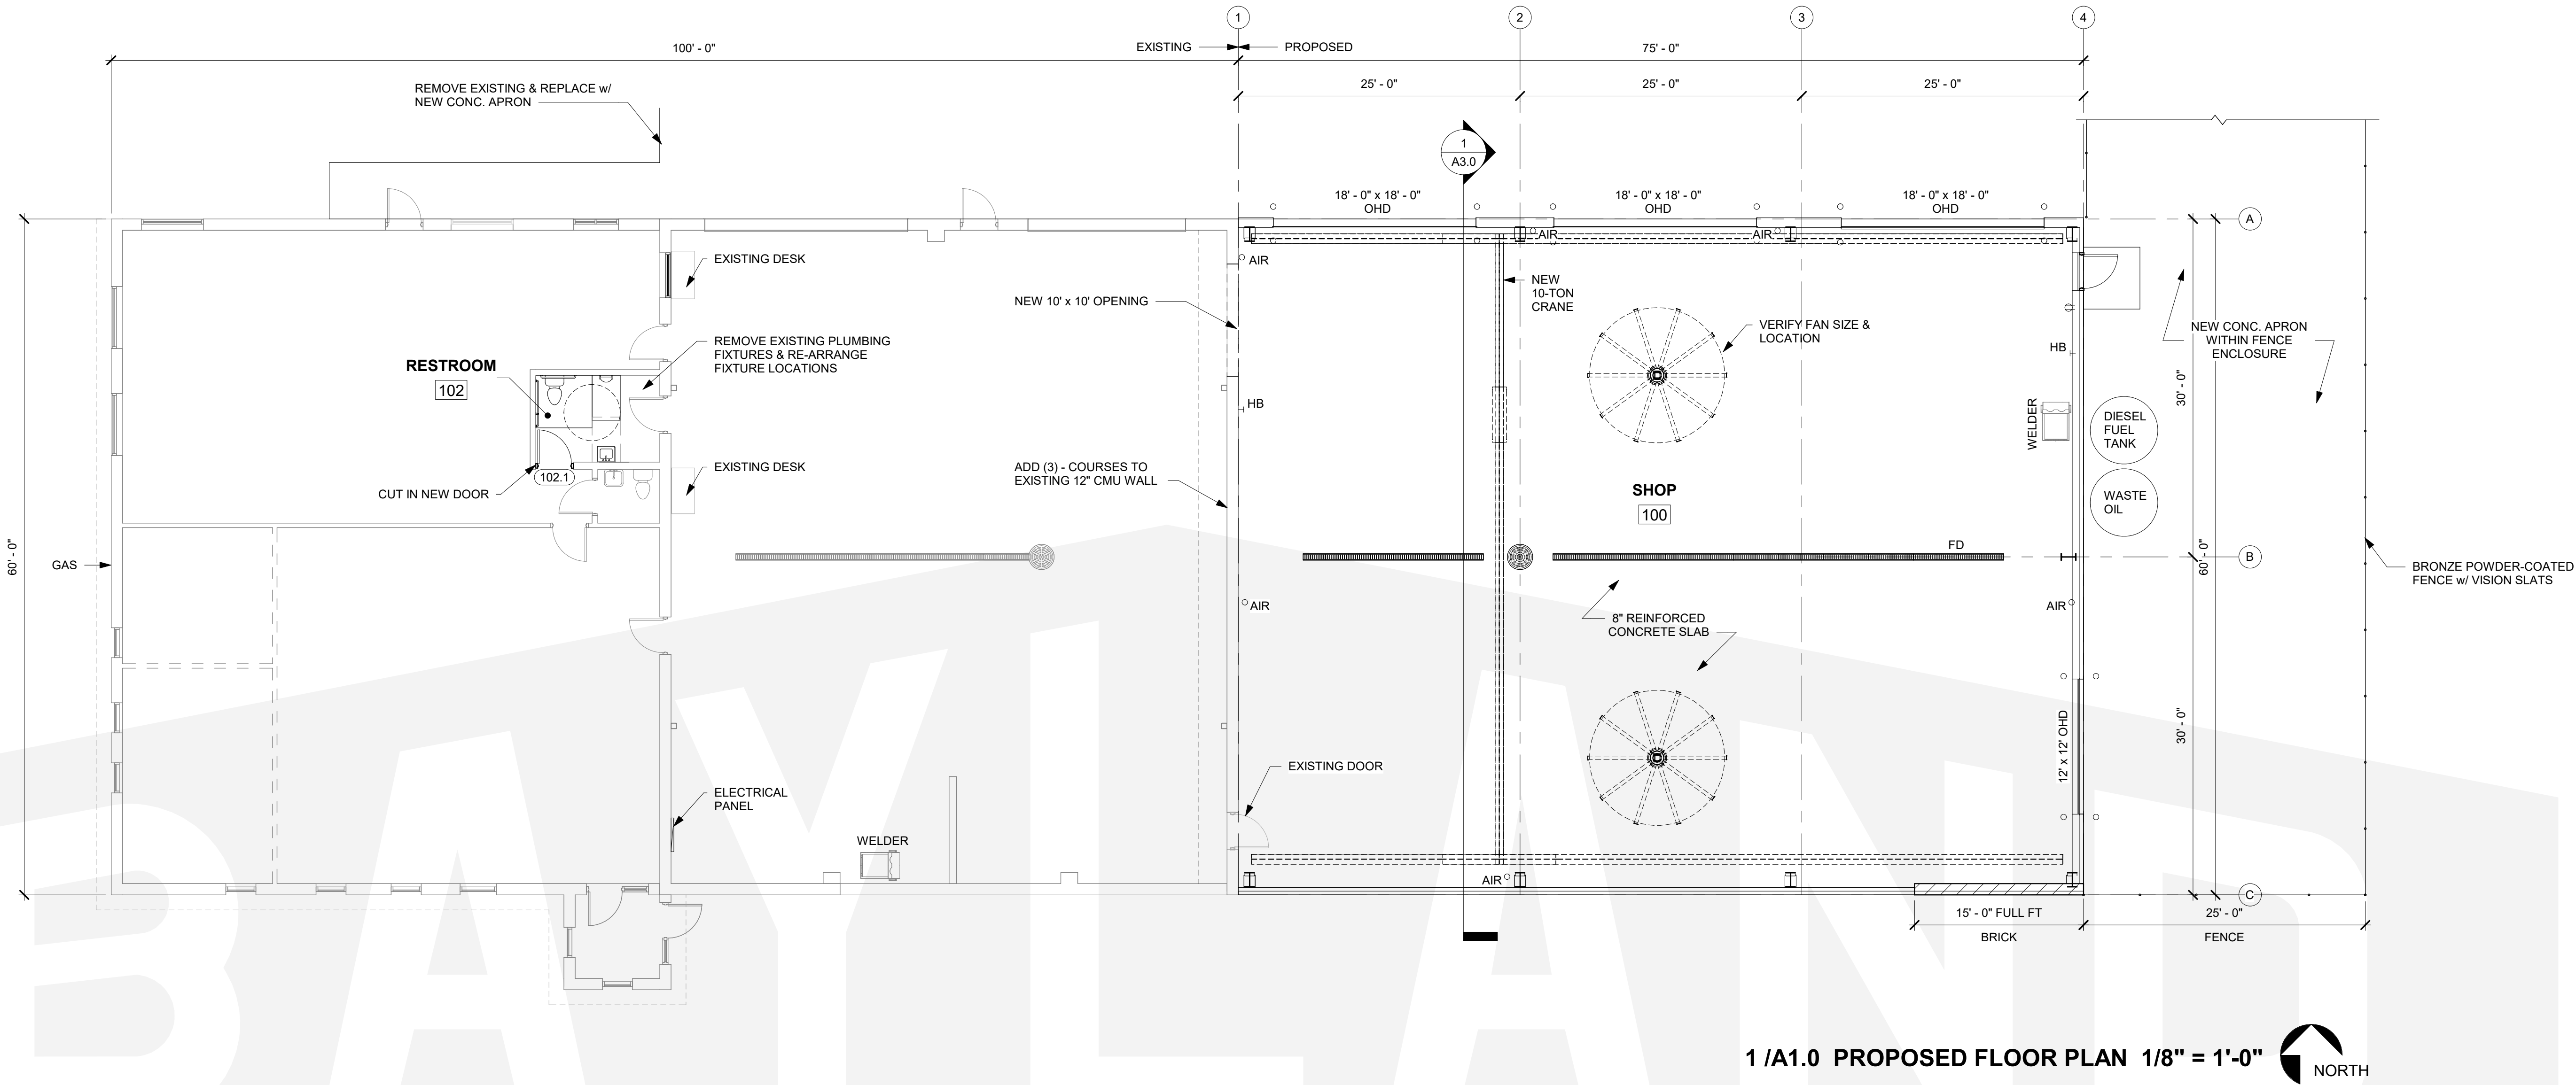 1
2
3
4
100' - 0"
EXISTING
PROPOSED
75' - 0"
REMOVE EXISTING & REPLACE w/
NEW CONC. APRON
25' - 0"
25' - 0"
25' - 0"
1
A3.0
18' - 0" x 18' - 0"
OHD
18' - 0" x 18' - 0"
OHD
18' - 0" x 18' - 0"
OHD
A
AIR
AIR
EXISTING DESK
AIR
NEW
10-TON
CRANE
NEW 10' x 10' OPENING
VERIFY FAN SIZE &
LOCATION
NEW CONC. APRON
WITHIN FENCE
ENCLOSURE
REMOVE EXISTING PLUMBING
FIXTURES & RE-ARRANGE
FIXTURE LOCATIONS
HB
RESTROOM
102
30' - 0"
HB
WELDER
DIESEL
FUEL
TANK
EXISTING DESK
ADD (3) - COURSES TO
EXISTING 12" CMU WALL
102.1
CUT IN NEW DOOR
SHOP
100
WASTE
OIL
60' - 0"
GAS
FD
B
60' - 0"
BRONZE POWDER-COATED
FENCE w/ VISION SLATS
AIR
AIR
8" REINFORCED
CONCRETE SLAB
30' - 0"
12' x 12' OHD
EXISTING DOOR
ELECTRICAL
PANEL
WELDER
AIR
C
15' - 0" FULL FT
BRICK
25' - 0"
FENCE
BAYLAND
1 /A1.0 PROPOSED FLOOR PLAN 1/8" = 1'-0"
NORTH